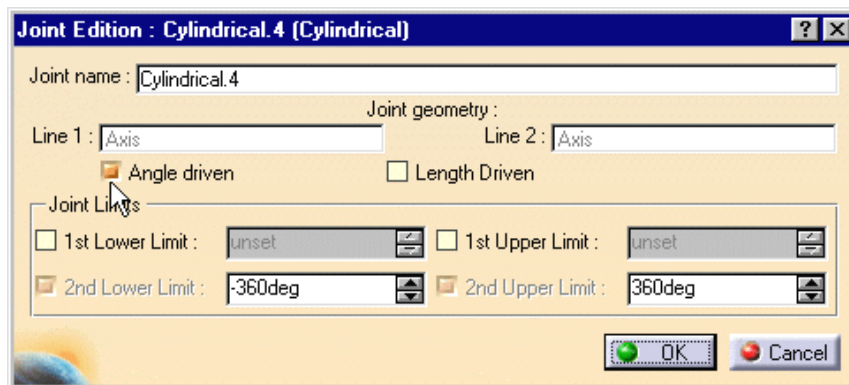 Joint Edition : Cylindrical.4 (Cylindrical)
Joint name : Cylindrical.4
Joint geometry :
Line 1 : Axis Line 2 : Axis
Angle driven Length Driven
Joint Limits
1st Lower Limit : unset 1st Upper Limit : unset
2nd Lower Limit : -360deg 2nd Upper Limit : 360deg
OK Cancel